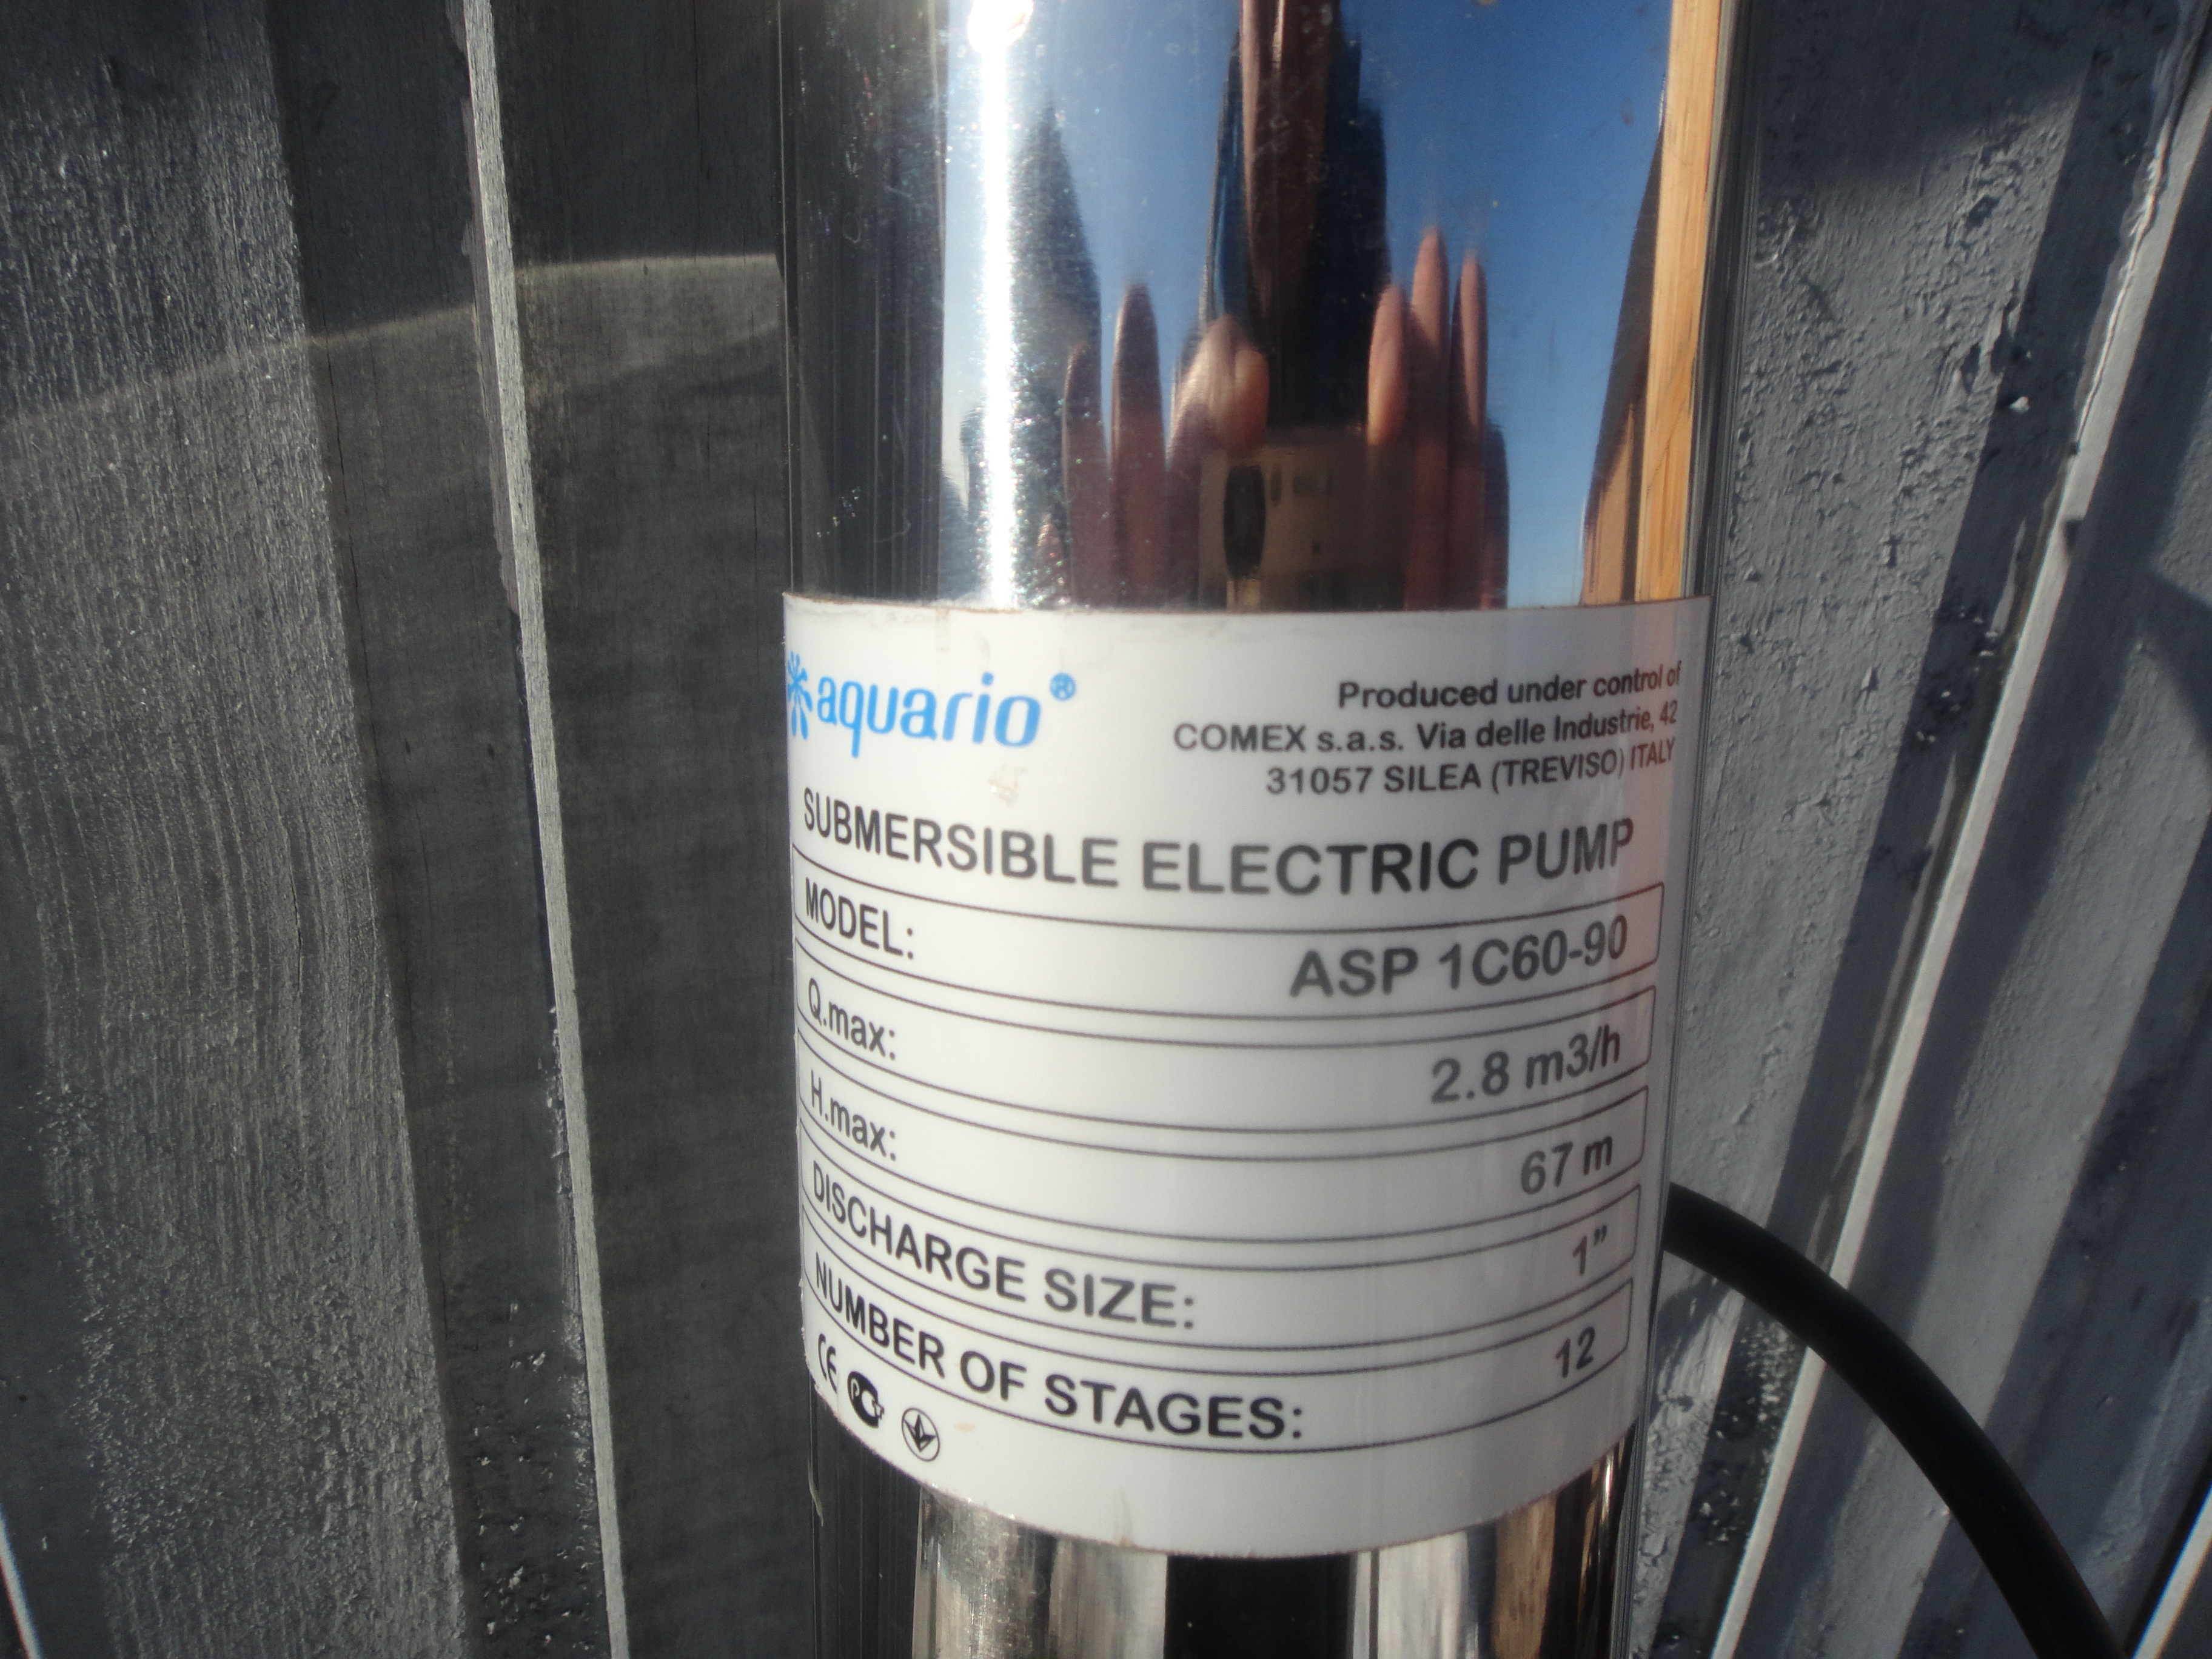 aquario®
Produced under control of
COMEX s.a.s. Via delle Industrie, 42
31057 SILEA (TREVISO) ITALY
SUBMERSIBLE ELECTRIC PUMP
MODEL: ASP 1C60-90
Q.max: 2.8 m3/h
H.max: 67 m
DISCHARGE SIZE: 1”
NUMBER OF STAGES: 12
CE